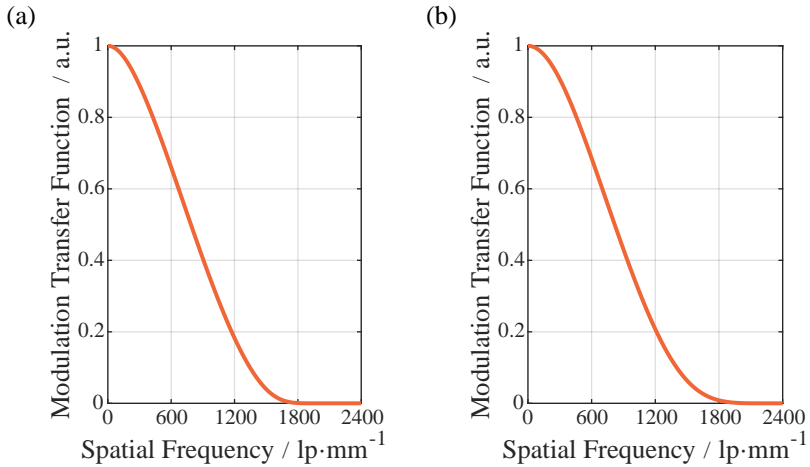 (a)
Modulation Transfer Function / a.u.
1
0.8
0.6
0.4
0.2
0
0 600 1200 1800 2400
Spatial Frequency / lp·mm⁻¹
(b)
Modulation Transfer Function / a.u.
1
0.8
0.6
0.4
0.2
0
0 600 1200 1800 2400
Spatial Frequency / lp·mm⁻¹